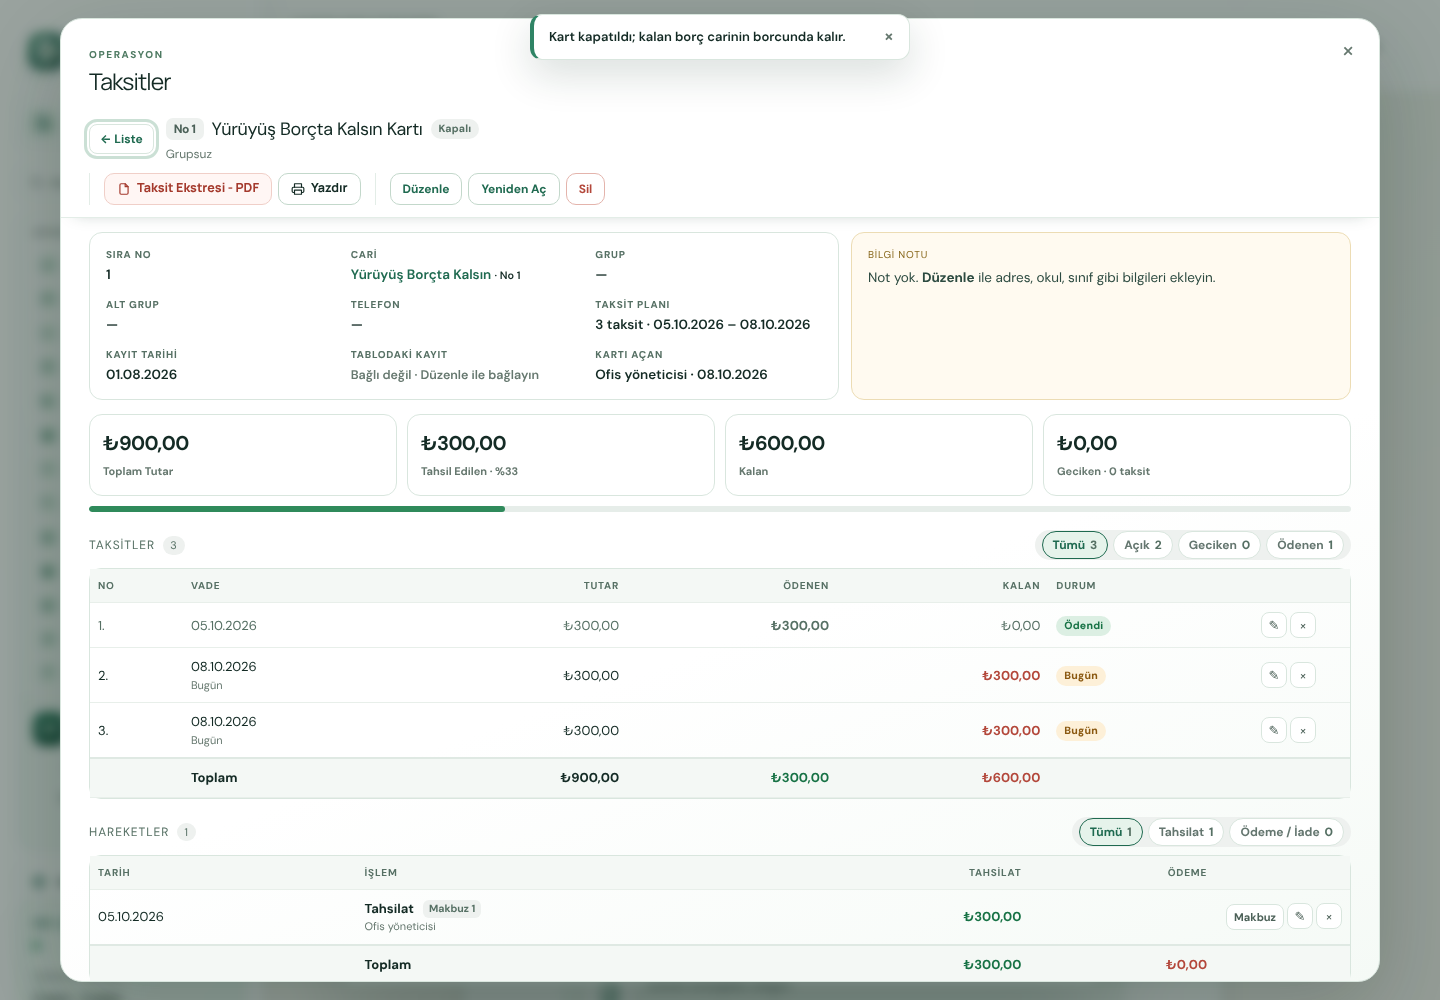 Kart kapatıldı; kalan borç carinin borcunda kalır. ×
OPERASYON
Taksitler
×
← Liste
No 1 Yürüyüş Borçta Kalsın Kartı Kapalı
Grupsuz
Taksit Ekstresi - PDF Yazdır Düzenle Yeniden Aç Sil
SIRA NO CARİ GRUP
1 Yürüyüş Borçta Kalsın · No 1 —
ALT GRUP TELEFON TAKSİT PLANI
— — 3 taksit · 05.10.2026 – 08.10.2026
KAYIT TARİHİ TABLODAKİ KAYIT KARTI AÇAN
01.08.2026 Bağlı değil · Düzenle ile bağlayın Ofis yöneticisi · 08.10.2026
BİLGİ NOTU
Not yok. Düzenle ile adres, okul, sınıf gibi bilgileri ekleyin.
₺900,00
Toplam Tutar
₺300,00
Tahsil Edilen · %33
₺600,00
Kalan
₺0,00
Geciken · 0 taksit
TAKSİTLER 3
Tümü 3 Açık 2 Geciken 0 Ödenen 1
NO VADE TUTAR ÖDENEN KALAN DURUM
1. 05.10.2026 ₺300,00 ₺300,00 ₺0,00 Ödendi ✎ ×
2. 08.10.2026 ₺300,00 ₺300,00 Bugün ✎ ×
Bugün
3. 08.10.2026 ₺300,00 ₺300,00 Bugün ✎ ×
Bugün
Toplam ₺900,00 ₺300,00 ₺600,00
HAREKETLER 1
Tümü 1 Tahsilat 1 Ödeme / İade 0
TARİH İŞLEM TAHSİLAT ÖDEME
05.10.2026 Tahsilat Makbuz 1 ₺300,00 Makbuz ✎ ×
Ofis yöneticisi
Toplam ₺300,00 ₺0,00